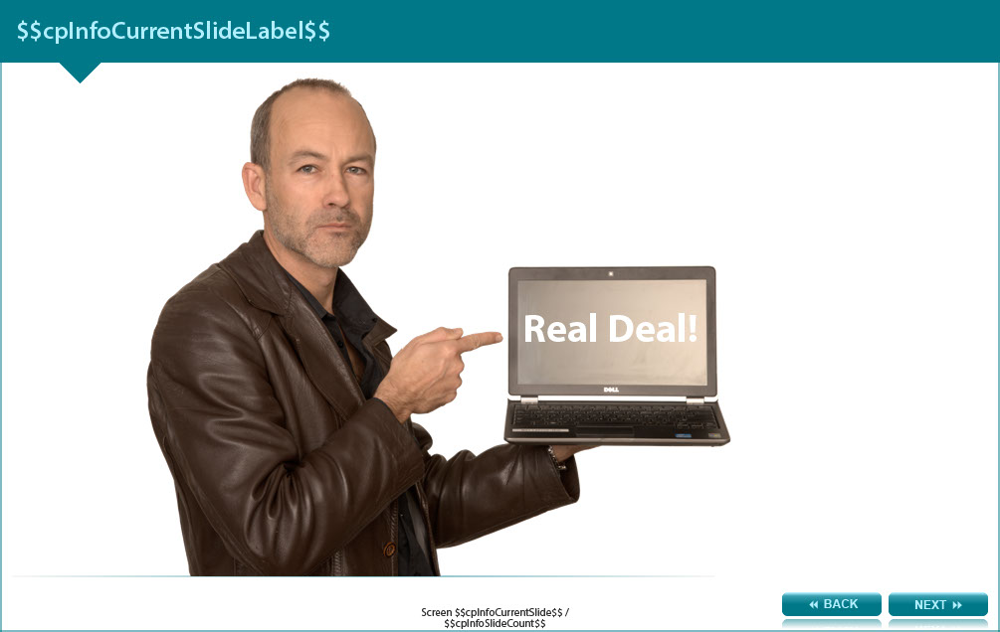 $$cpInfoCurrentSlideLabel$$
Real Deal!
DELL
Screen $$cpInfoCurrentSlide$$ /
$$cpInfoSlideCount$$
BACK
NEXT